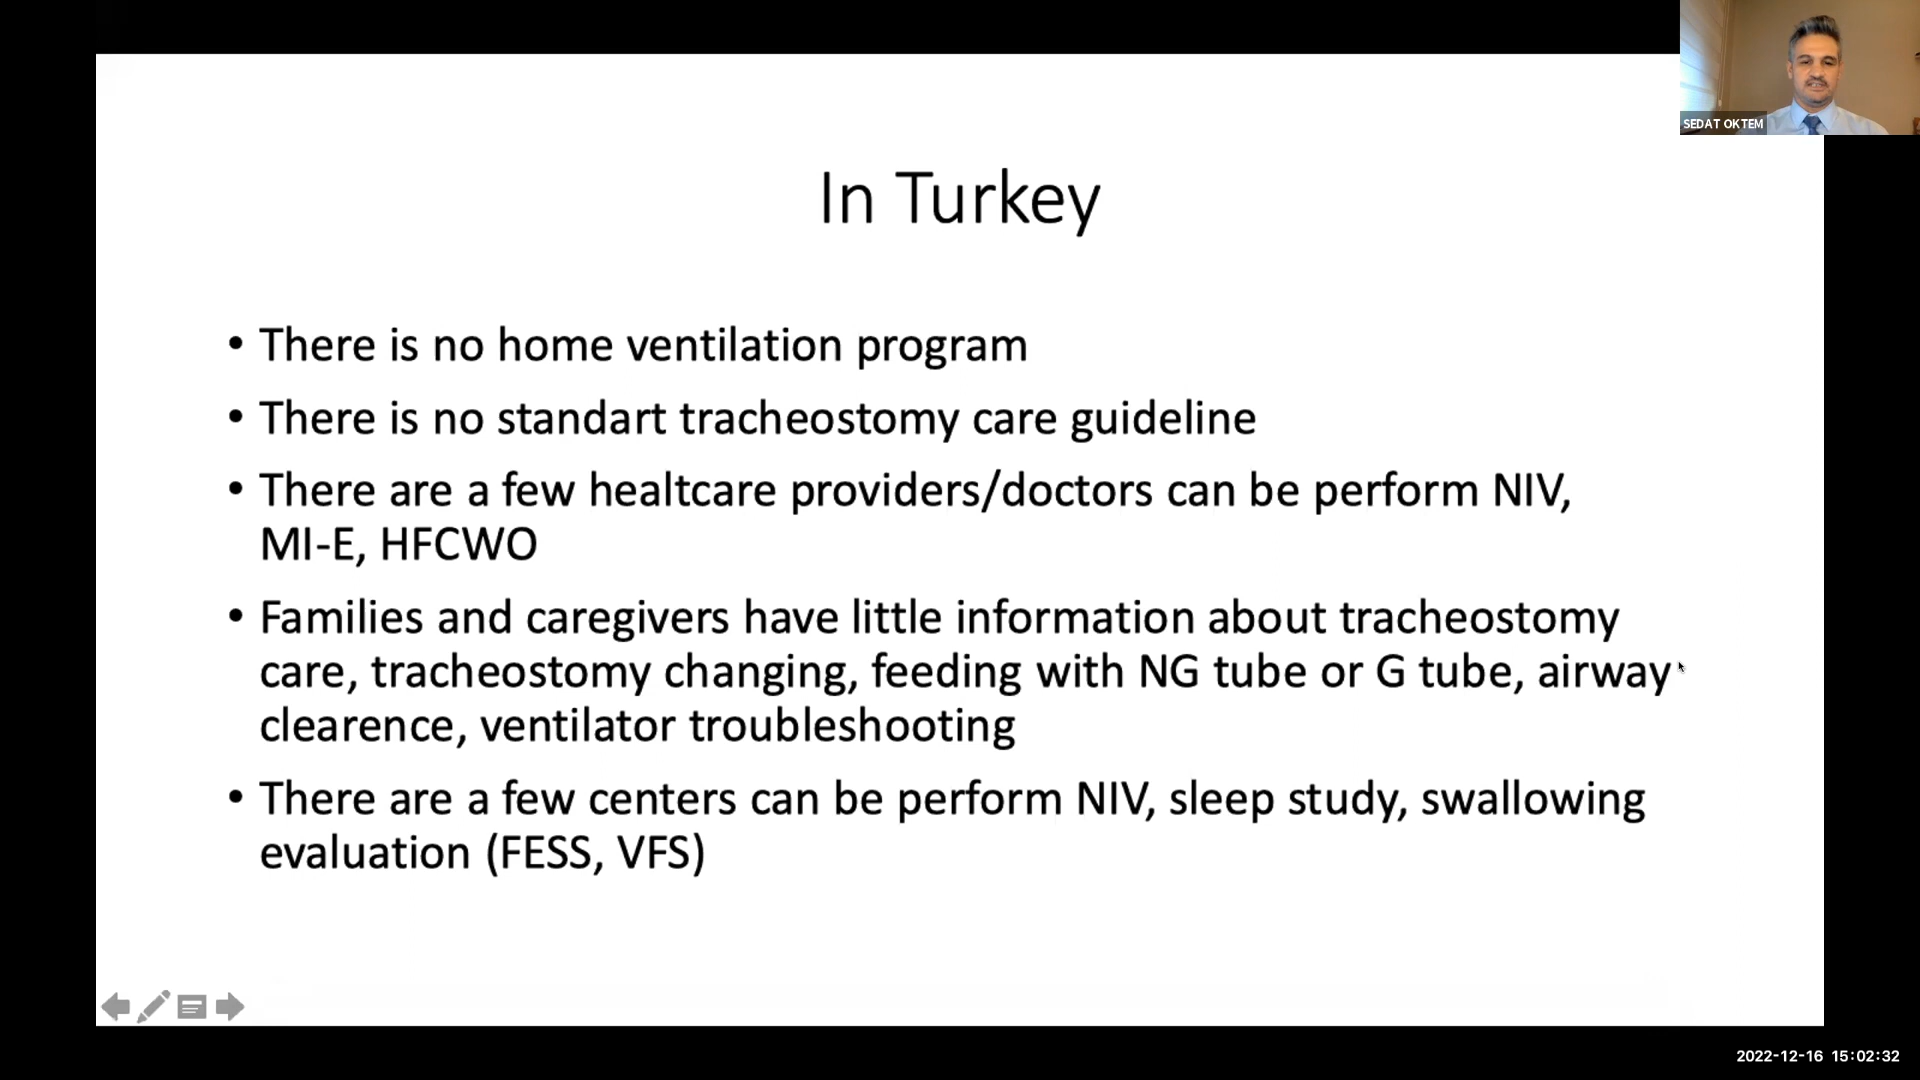 SEDAT OKTEM
In Turkey
• There is no home ventilation program
• There is no standart tracheostomy care guideline
• There are a few healtcare providers/doctors can be perform NIV,
MI-E, HFCWO
• Families and caregivers have little information about tracheostomy
care, tracheostomy changing, feeding with NG tube or G tube, airway
clearence, ventilator troubleshooting
• There are a few centers can be perform NIV, sleep study, swallowing
evaluation (FESS, VFS)
2022-12-16 15:02:32